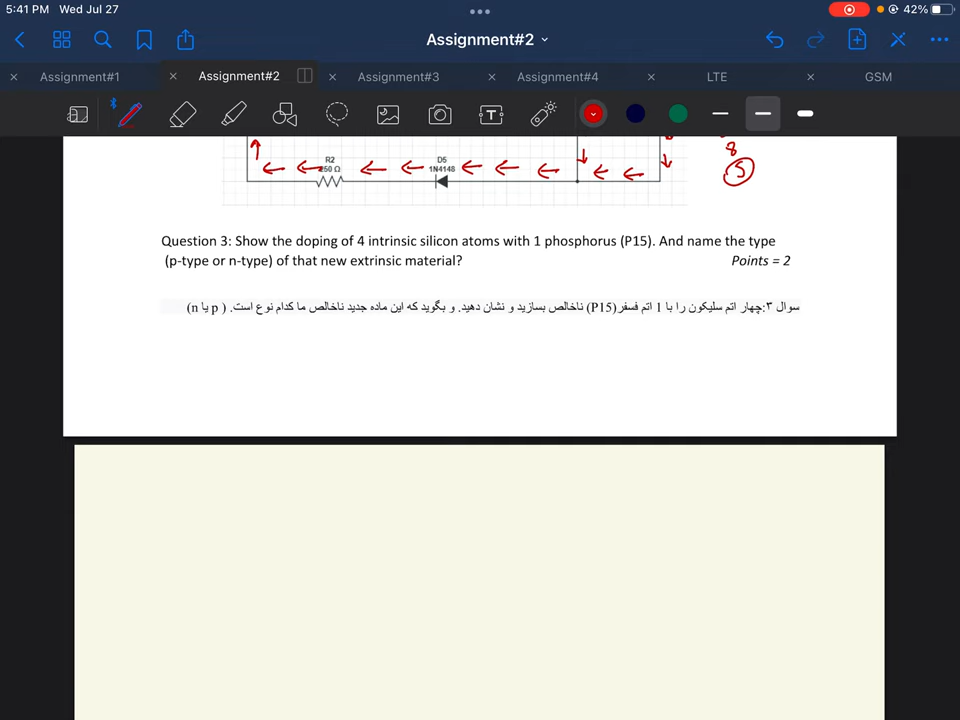 5:41 PM Wed Jul 27
42%
Assignment#2
Assignment#1
Assignment#2
Assignment#3
Assignment#4
LTE
GSM
8
R2
250 Ω
D5
1N4148
5
Question 3: Show the doping of 4 intrinsic silicon atoms with 1 phosphorus (P15). And name the type
(p-type or n-type) of that new extrinsic material?
Points = 2
سوال ۳:چهار اتم سلیکون را با 1 اتم فسفر(P15) ناخالص بسازید و نشان دهید. و بگوید که این ماده جدید ناخالص ما کدام نوع است. ( p یا n)